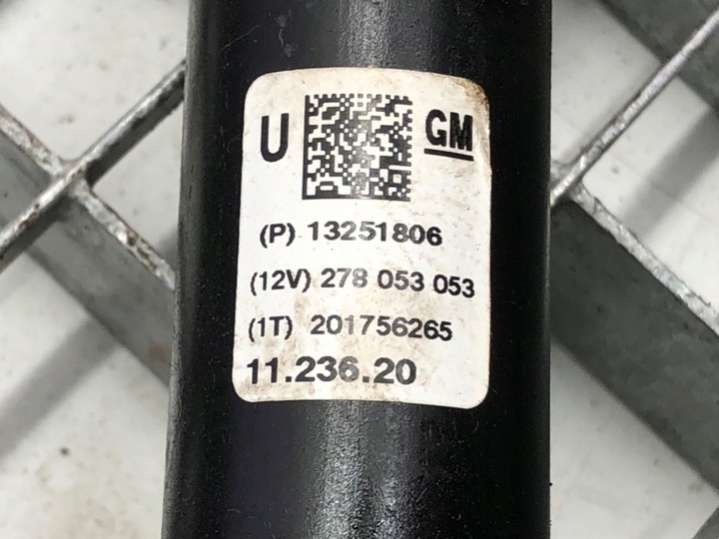 U GM
(P) 13251806
(12V) 278 053 053
(1T) 201756265
11.236.20